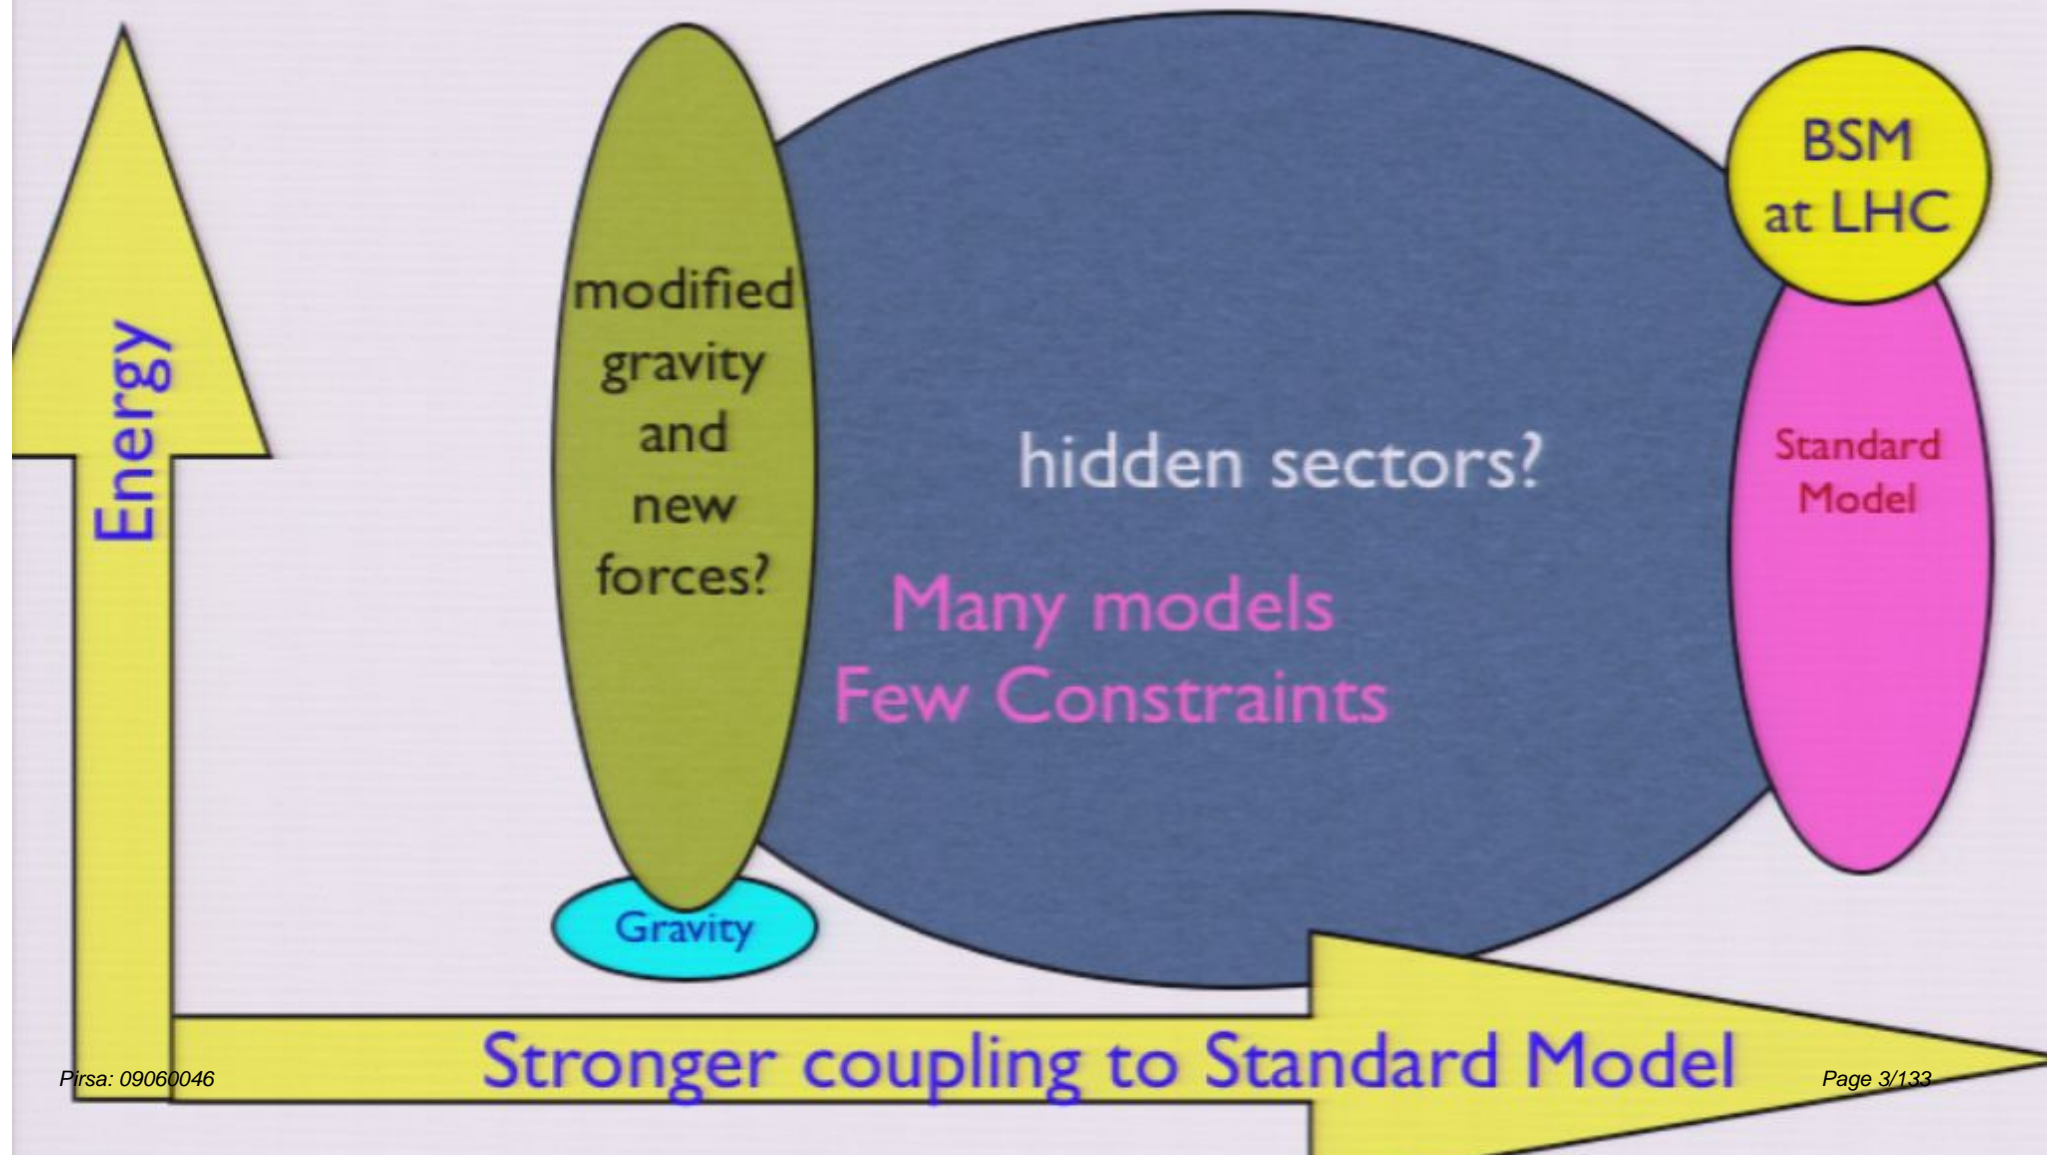 Energy
modified
gravity
and
new
forces?
Gravity
hidden sectors?
Many models
Few Constraints
BSM
at LHC
Standard
Model
Stronger coupling to Standard Model
Pirsa: 09060046
Page 3/133